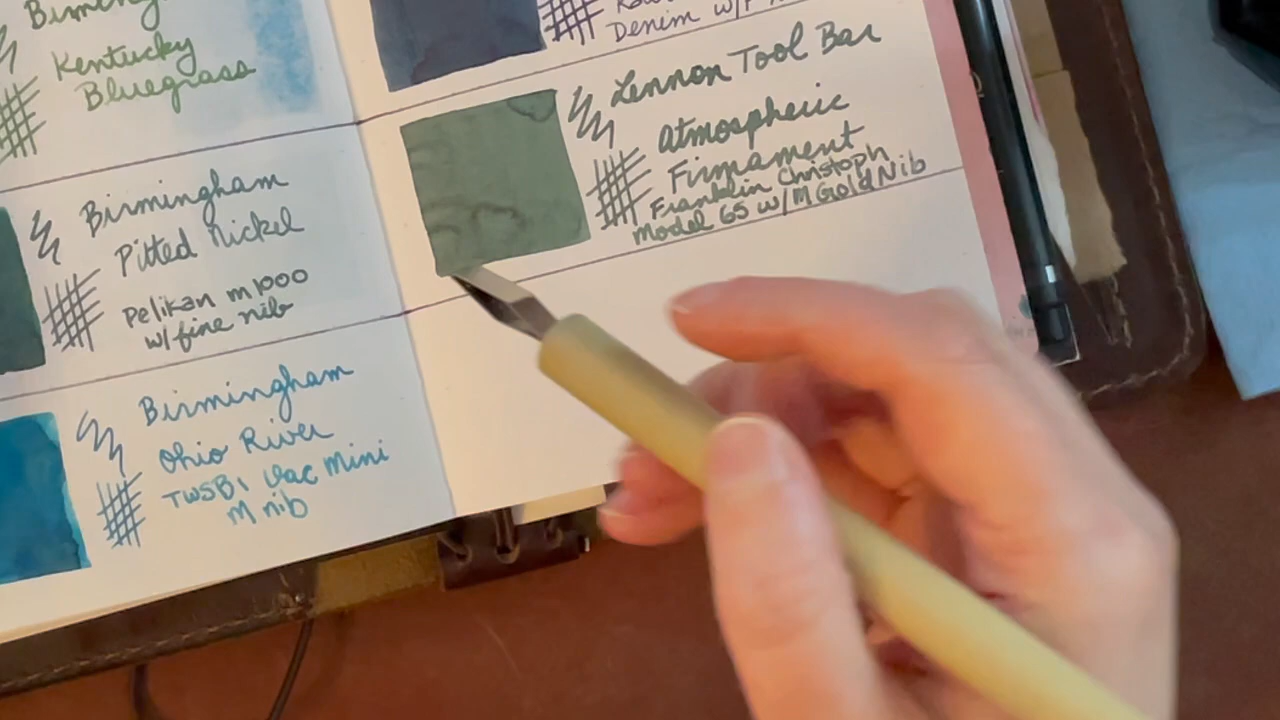 Kentucky
Bluegrass
Birmingham
Pitted Nickel
Pelikan m1000
w/fine nib
Birmingham
Ohio River
TWSBI Vac Mini
M nib
Denim w/F
Lennon Tool Bar
Atmospheric
Firmament
Franklin Christoph
Model 65 w/M Gold Nib